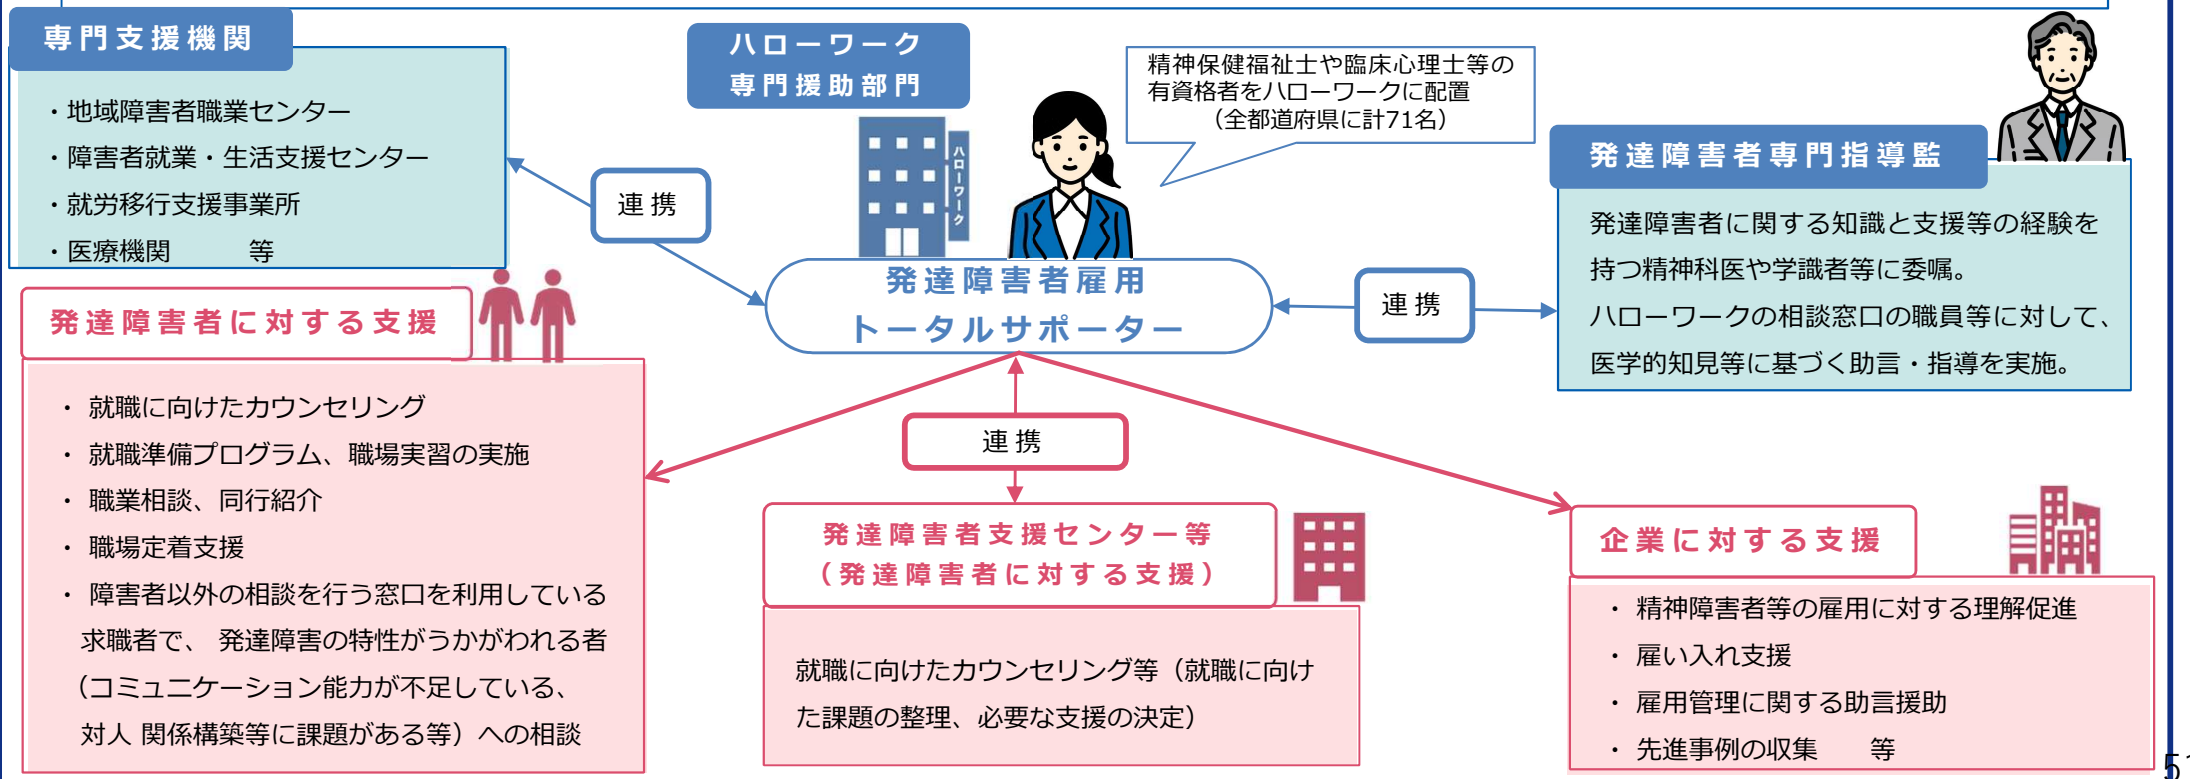 専門支援機関
・地域障害者職業センター
・障害者就業・生活支援センター
・就労移行支援事業所
・医療機関　　　等
連携
ハローワーク
専門援助部門
ハローワーク
精神保健福祉士や臨床心理士等の
有資格者をハローワークに配置
（全都道府県に計71名）
発達障害者雇用
トータルサポーター
連携
発達障害者専門指導監
発達障害者に関する知識と支援等の経験を
持つ精神科医や学識者等に委嘱。
ハローワークの相談窓口の職員等に対して、
医学的知見等に基づく助言・指導を実施。
発達障害者に対する支援
・ 就職に向けたカウンセリング
・ 就職準備プログラム、職場実習の実施
・ 職業相談、同行紹介
・ 職場定着支援
・ 障害者以外の相談を行う窓口を利用している
求職者で、 発達障害の特性がうかがわれる者
（コミュニケーション能力が不足している、
対人 関係構築等に課題がある等）への相談
連携
発達障害者支援センター等
（発達障害者に対する支援）
就職に向けたカウンセリング等（就職に向け
た課題の整理、必要な支援の決定）
企業に対する支援
・ 精神障害者等の雇用に対する理解促進
・ 雇い入れ支援
・ 雇用管理に関する助言援助
・ 先進事例の収集　　等